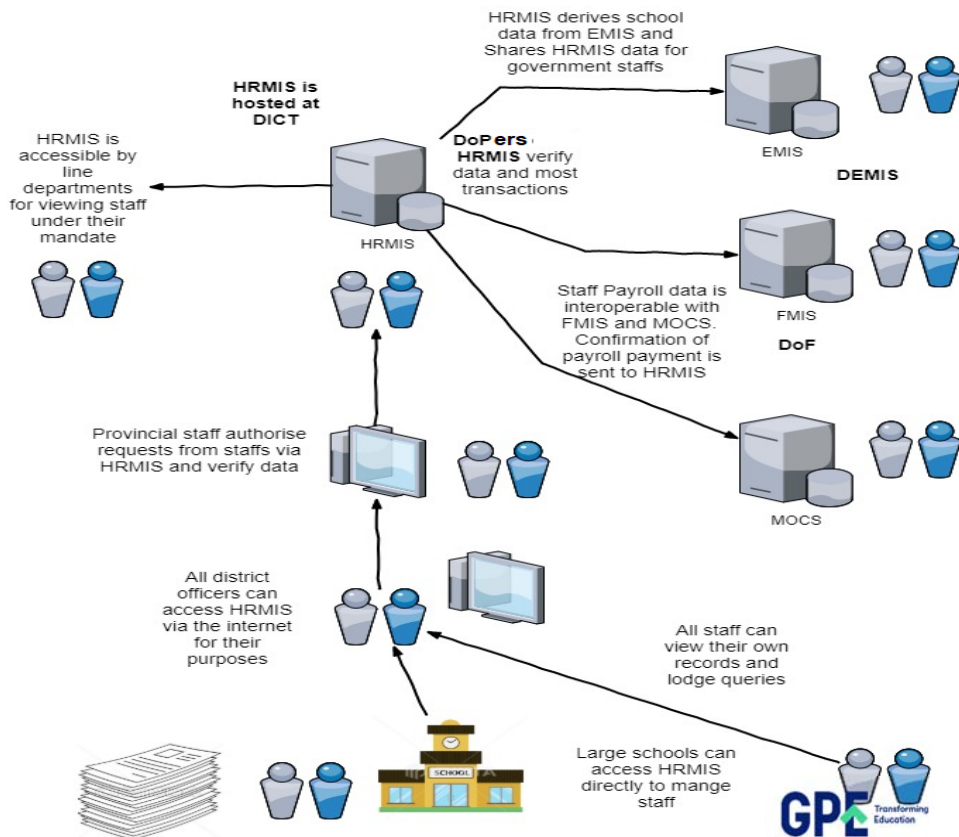 HRMIS derives school
data from EMIS and
Shares HRMIS data for
government staffs
HRMIS is
hosted at
DICT
HRMIS is
accessible by
line
departments
for viewing staff
under their
mandate
DoPers
HRMIS verify
data and most
transactions
EMIS
DEMIS
HRMIS
Staff Payroll data is
interoperable with
FMIS and MOCS.
Confirmation of
payroll payment is
sent to HRMIS
FMIS
DoF
Provincial staff authorise
requests from staffs via
HRMIS and verify data
MOCS
All district
officers can
access HRMIS
via the internet
for their
purposes
All staff can
view their own
records and
lodge queries
SCHOOL
Large schools can
access HRMIS
directly to mange
staff
GPE Transforming
Education